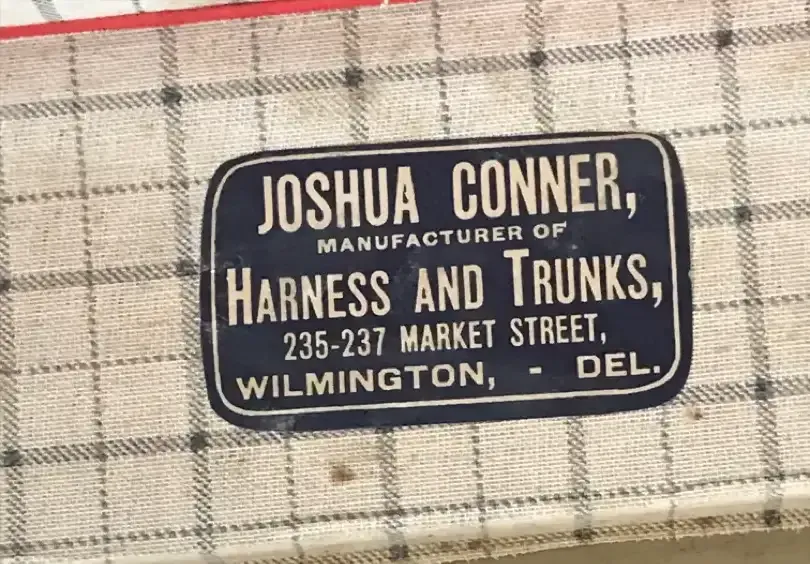 JOSHUA CONNER,
MANUFACTURER OF
HARNESS AND TRUNKS,
235-237 MARKET STREET,
WILMINGTON, - DEL.